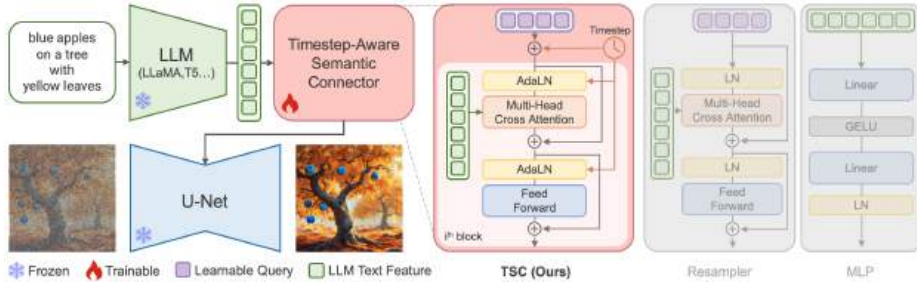 blue apples
on a tree
with
yellow leaves
LLM
(LLaMA,T5...)
Timestep-Aware
Semantic
Connector
U-Net
Frozen
Trainable
Learnable Query
LLM Text Feature
Timestep
AdaLN
Multi-Head
Cross Attention
AdaLN
Feed
Forward
iᵗʰ block
TSC (Ours)
LN
Multi-Head
Cross Attention
LN
Feed
Forward
Resampler
Linear
GELU
Linear
LN
MLP